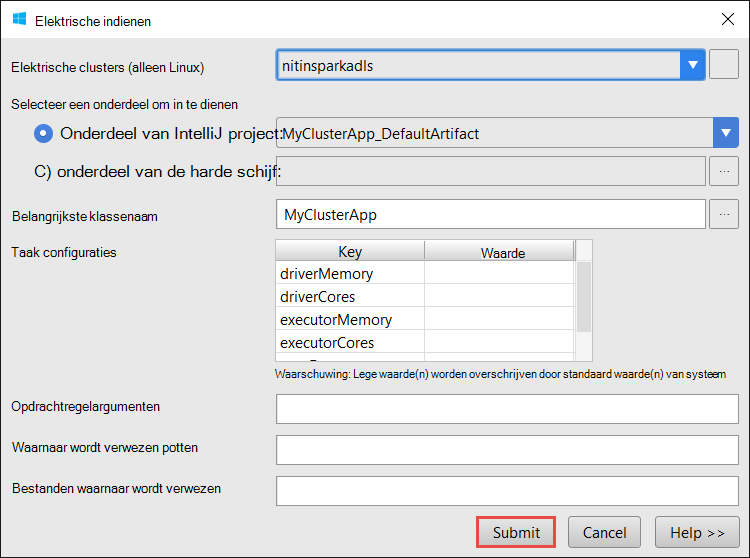 Elektrische indienen
Elektrische clusters (alleen Linux)
nitinsparkadls
Selecteer een onderdeel om in te dienen
Onderdeel van IntelliJ project:
MyClusterApp_DefaultArtifact
C) onderdeel van de harde schijf:
...
Belangrijkste klassenaam
MyClusterApp
...
Taak configuraties
Key
Waarde
driverMemory
driverCores
executorMemory
executorCores
Waarschuwing: Lege waarde(n) worden overschrijven door standaard waarde(n) van systeem
Opdrachtregelargumenten
Waarnaar wordt verwezen potten
Bestanden waarnaar wordt verwezen
Submit
Cancel
Help >>